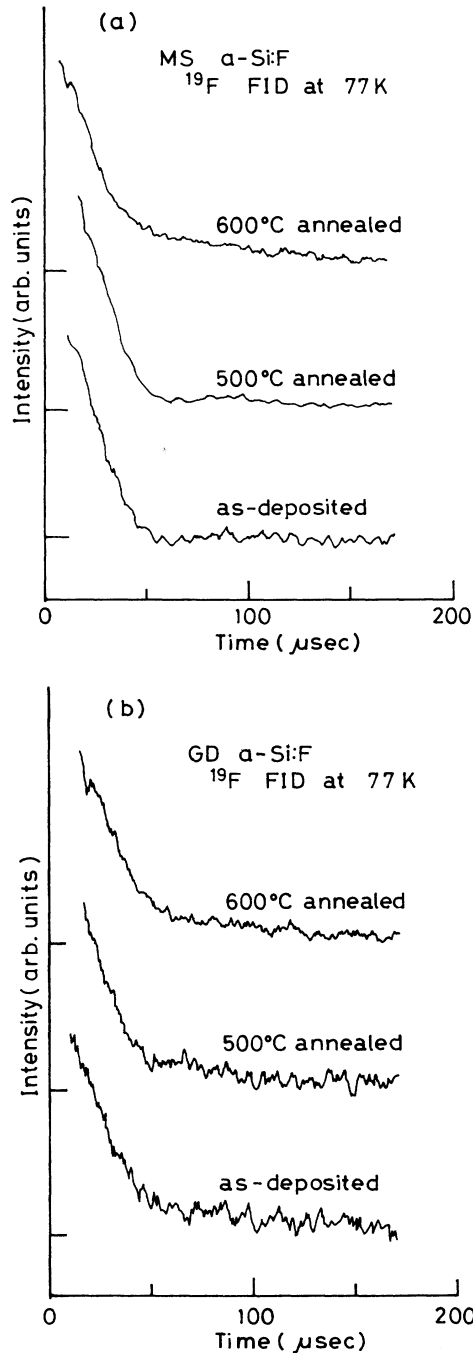 (a)
MS a-Si:F
19F FID at 77K
600°C annealed
500°C annealed
as-deposited
Intensity (arb. units)
0 100 200
Time (μsec)
(b)
GD a-Si:F
19F FID at 77K
600°C annealed
500°C annealed
as-deposited
Intensity (arb. units)
0 100 200
Time (μsec)